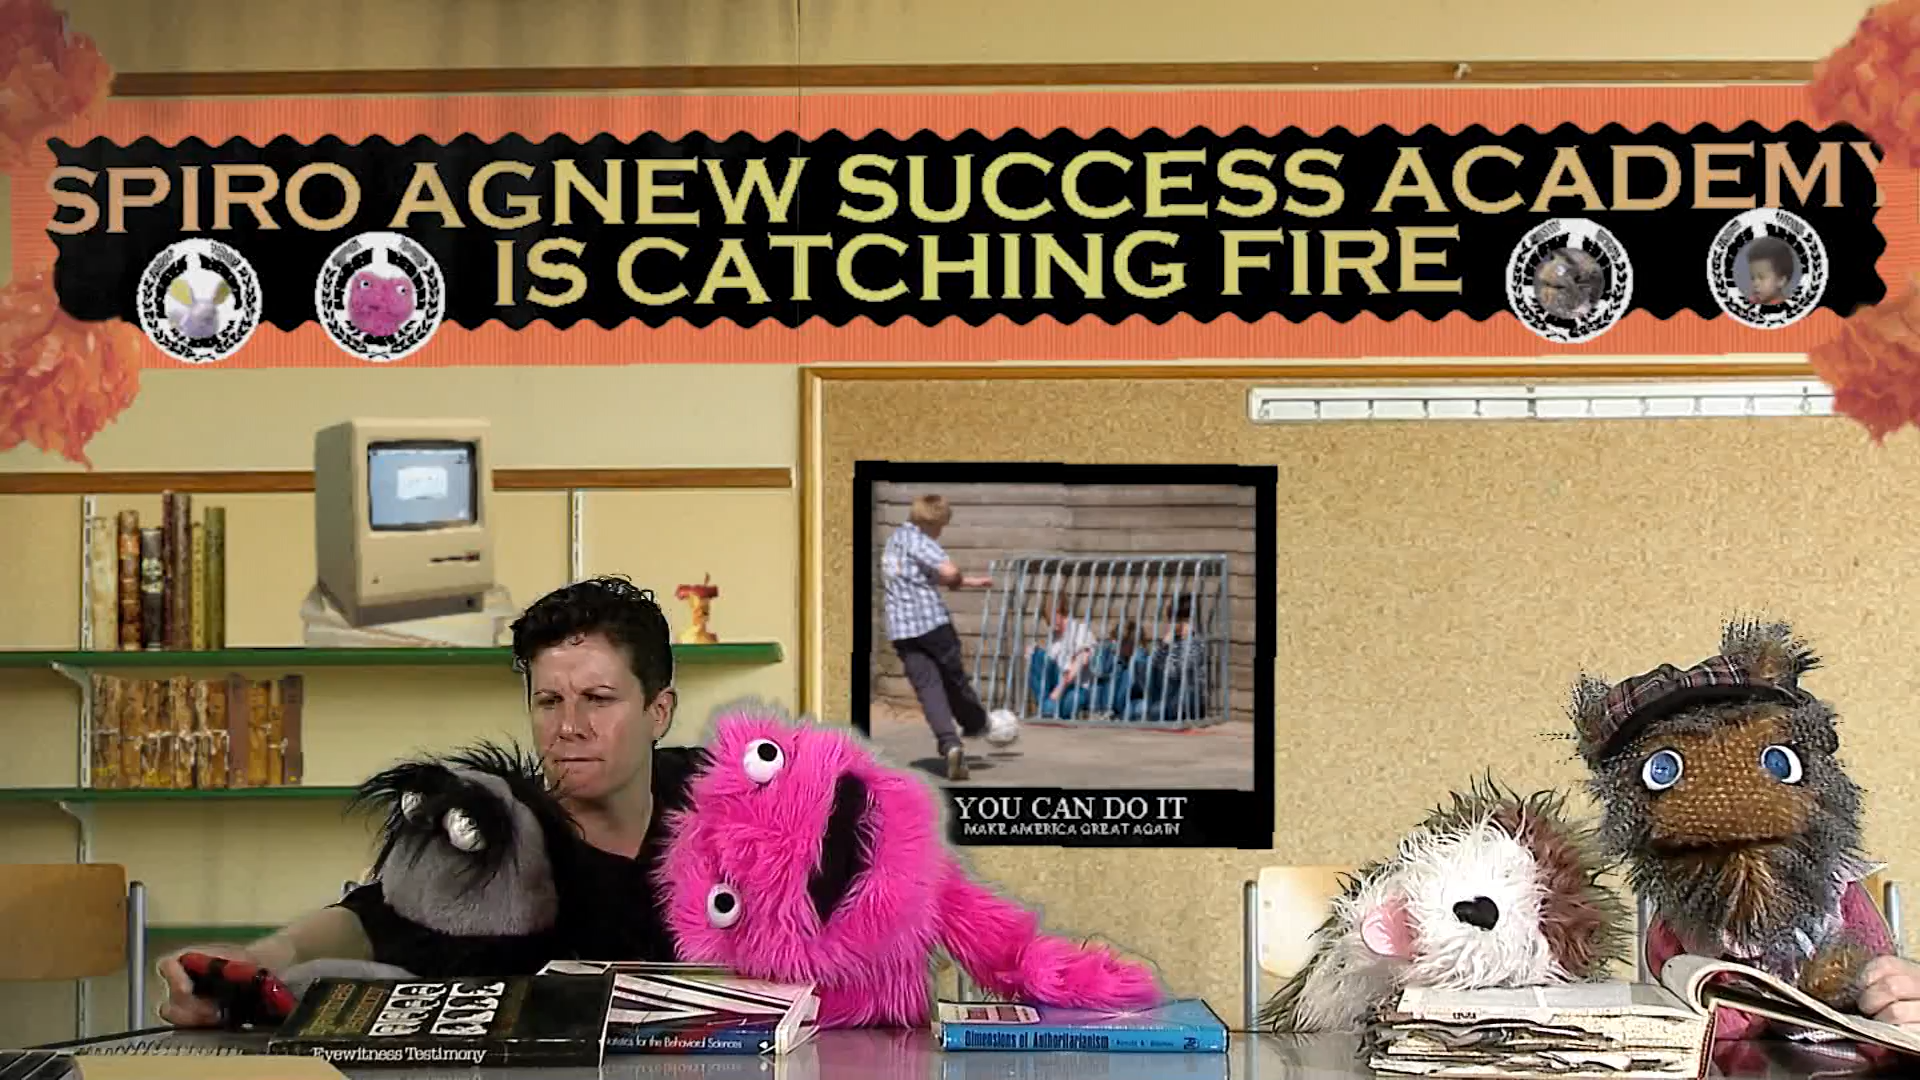 SPIRO AGNEW SUCCESS ACADEMY
IS CATCHING FIRE
YOU CAN DO IT
MAKE AMERICA GREAT AGAIN
Eyewitness Testimony
Statistics for the Behavioral Sciences
Dimensions of Authoritarianism